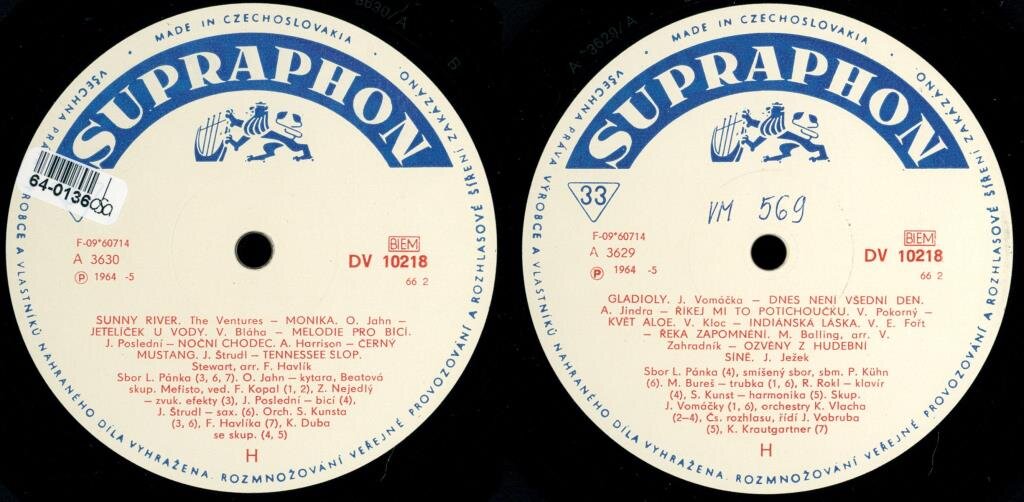 3630/A
MADE IN CZECHOSLOVAKIA
SUPRAPHON
VŠECHNA PRÁVA VÝROBCE A VLASTNÍKŮ NAHRANÉHO DÍLA VYHRAŽENA. ROZMNOŽOVÁNÍ VEŘEJNÉ PROVOZOVÁNÍ A ROZHLASOVÉ ŠÍŘENÍ ZAKÁZÁNO
64-0136
F-09*60714
A 3630
P 1964 -5
BIEM
DV 10218
66 2
SUNNY RIVER. The Ventures – MONIKA. O. Jahn –
JETELÍČEK U VODY. V. Bláha – MELODIE PRO BICÍ.
J. Poslední – NOČNÍ CHODEC. A. Harrison – ČERNÝ
MUSTANG. J. Štrudl – TENNESSEE SLOP.
Stewart, arr. F. Havlík
Sbor L. Pánka (3, 6, 7). O. Jahn – kytara, Beatová
skup. Mefisto, ved. F. Kopal (1, 2), Z. Nejedlý
– zvuk. efekty (3), J. Poslední – bicí (4),
J. Štrudl – sax. (6). Orch. S. Kunsta
(3, 6), F. Havlíka (7), K. Duba
se skup. (4, 5)
H
A 3629/A
MADE IN CZECHOSLOVAKIA
SUPRAPHON
VŠECHNA PRÁVA VÝROBCE A VLASTNÍKŮ NAHRANÉHO DÍLA VYHRAŽENA. ROZMNOŽOVÁNÍ VEŘEJNÉ PROVOZOVÁNÍ A ROZHLASOVÉ ŠÍŘENÍ ZAKÁZÁNO
33
VM 569
F-09*60714
A 3629
P 1964 -5
BIEM
DV 10218
66 2
GLADIOLY. J. Vomáčka – DNES NENÍ VŠEDNÍ DEN.
A. Jindra – ŘÍKEJ MI TO POTICHOUČKU. V. Pokorný –
KVĚT ALOE. V. Kloc – INDIÁNSKÁ LÁSKA. V. E. Fořt
– ŘEKA ZAPOMNĚNÍ. M. Balling, arr. V.
Zahradník – OZVĚNY Z HUDEBNÍ
SÍNĚ. J. Ježek
Sbor L. Pánka (4), smíšený sbor, sbm. P. Kühn
(6). M. Bureš – trubka (1, 6), R. Rokl – klavír
(4), S. Kunst – harmonika (5). Skup.
J. Vomáčky (1, 6), orchestry K. Vlacha
(2–4), Čs. rozhlasu, řídí J. Vobruba
(5), K. Krautgartner (7)
H